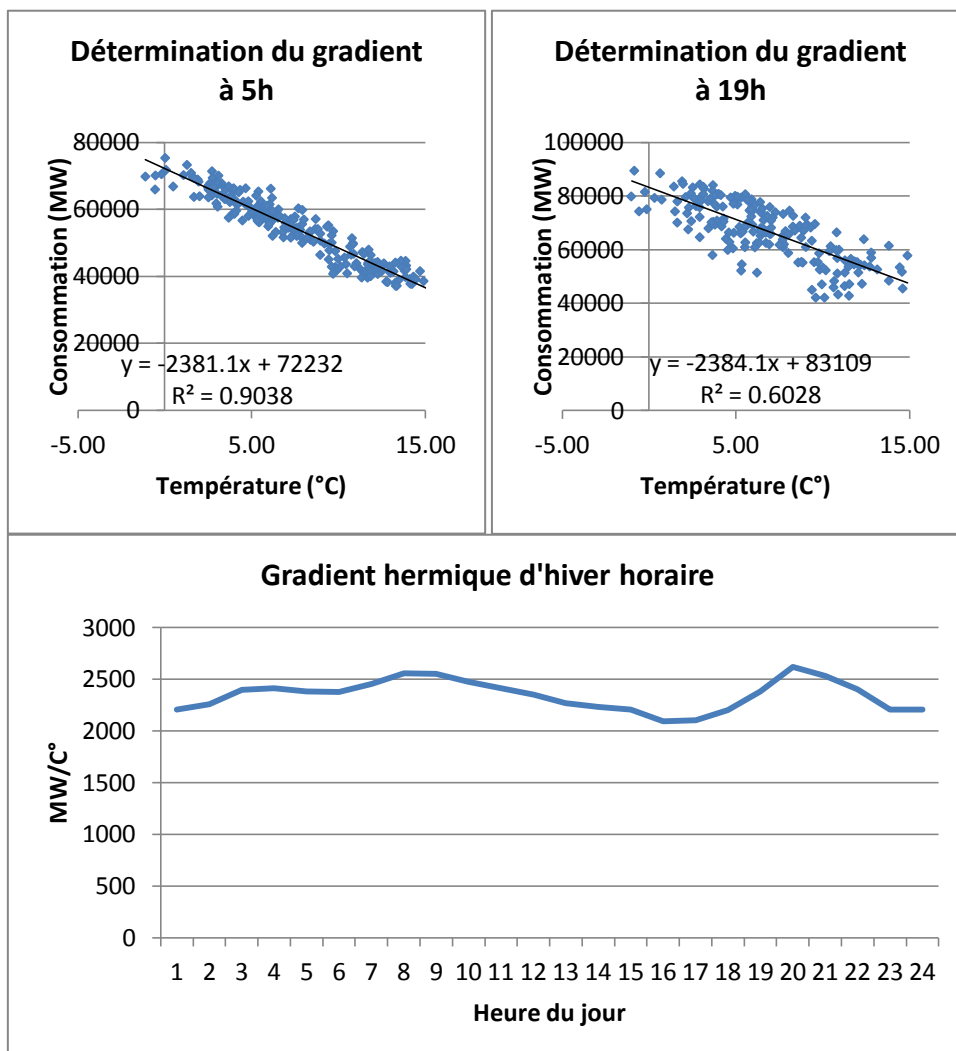 Détermination du gradient
à 5h
Consommation (MW)
80000
60000
40000
20000
0
y = -2381.1x + 72232
R² = 0.9038
-5.00 5.00 15.00
Température (°C)
Détermination du gradient
à 19h
Consommation (MW)
100000
80000
60000
40000
20000
0
y = -2384.1x + 83109
R² = 0.6028
-5.00 5.00 15.00
Température (C°)
Gradient hermique d'hiver horaire
MW/C°
3000
2500
2000
1500
1000
500
0
1 2 3 4 5 6 7 8 9 10 11 12 13 14 15 16 17 18 19 20 21 22 23 24
Heure du jour